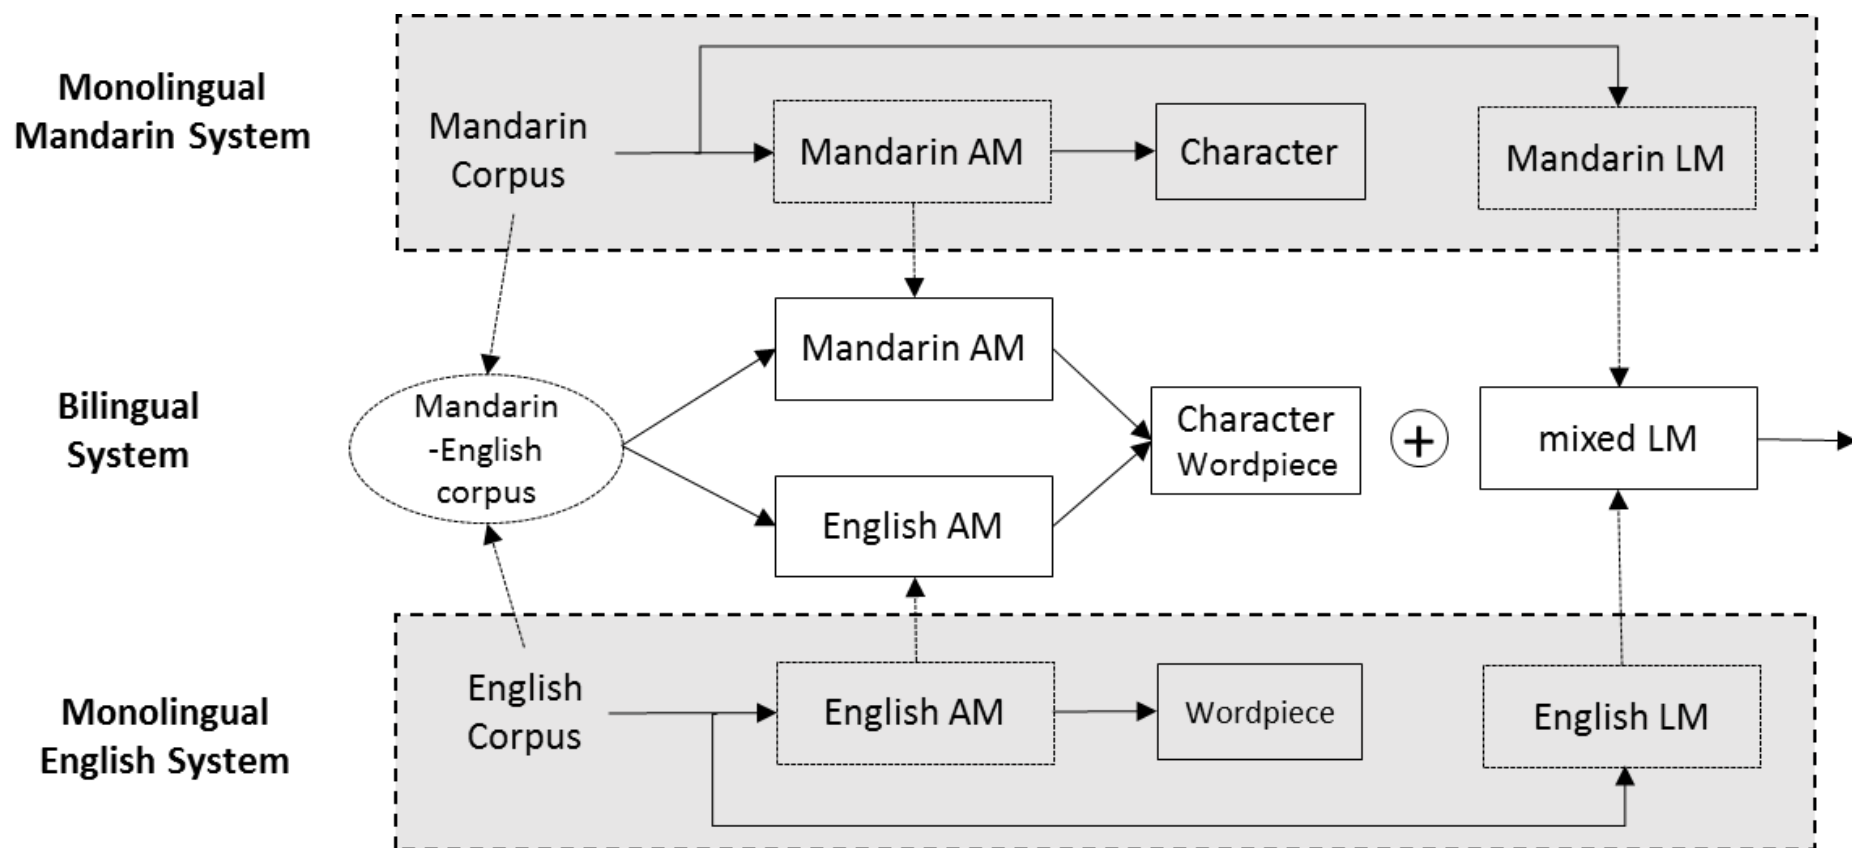 Monolingual
Mandarin System
Mandarin
Corpus
Mandarin AM
Character
Mandarin LM
Bilingual
System
Mandarin
-English
corpus
Mandarin AM
English AM
Character
Wordpiece
+
mixed LM
Monolingual
English System
English
Corpus
English AM
Wordpiece
English LM